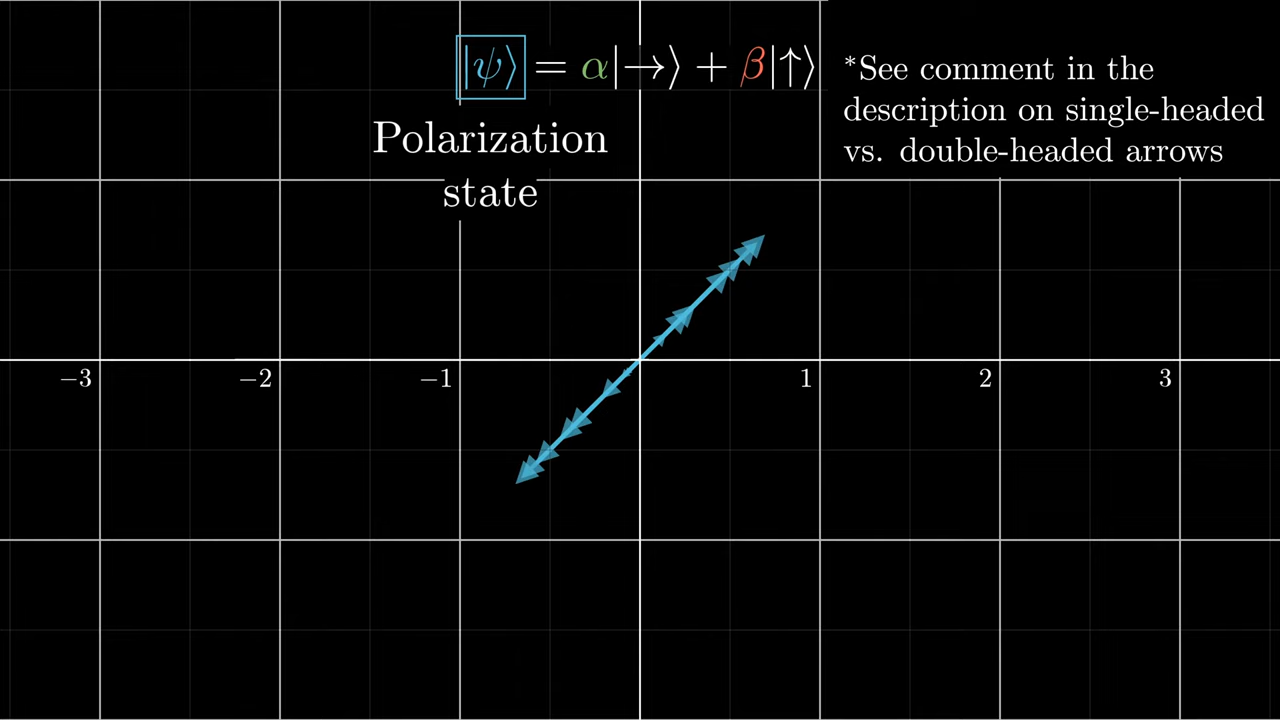 |ψ⟩ = α|→⟩ + β|↑⟩
Polarization
state
*See comment in the
description on single-headed
vs. double-headed arrows
−3 −2 −1 1 2 3